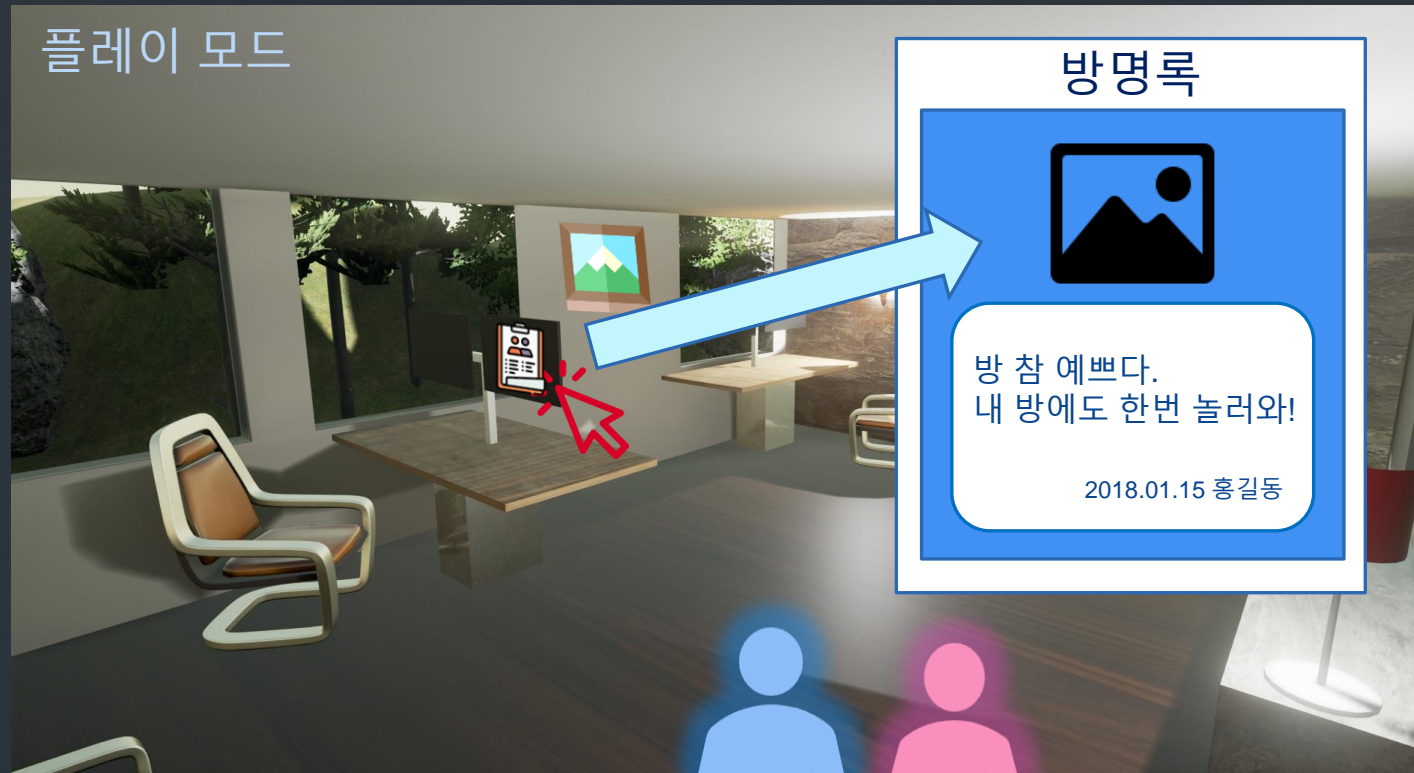 플레이 모드
방명록
방 참 예쁘다.
내 방에도 한번 놀러와!
2018.01.15 홍길동